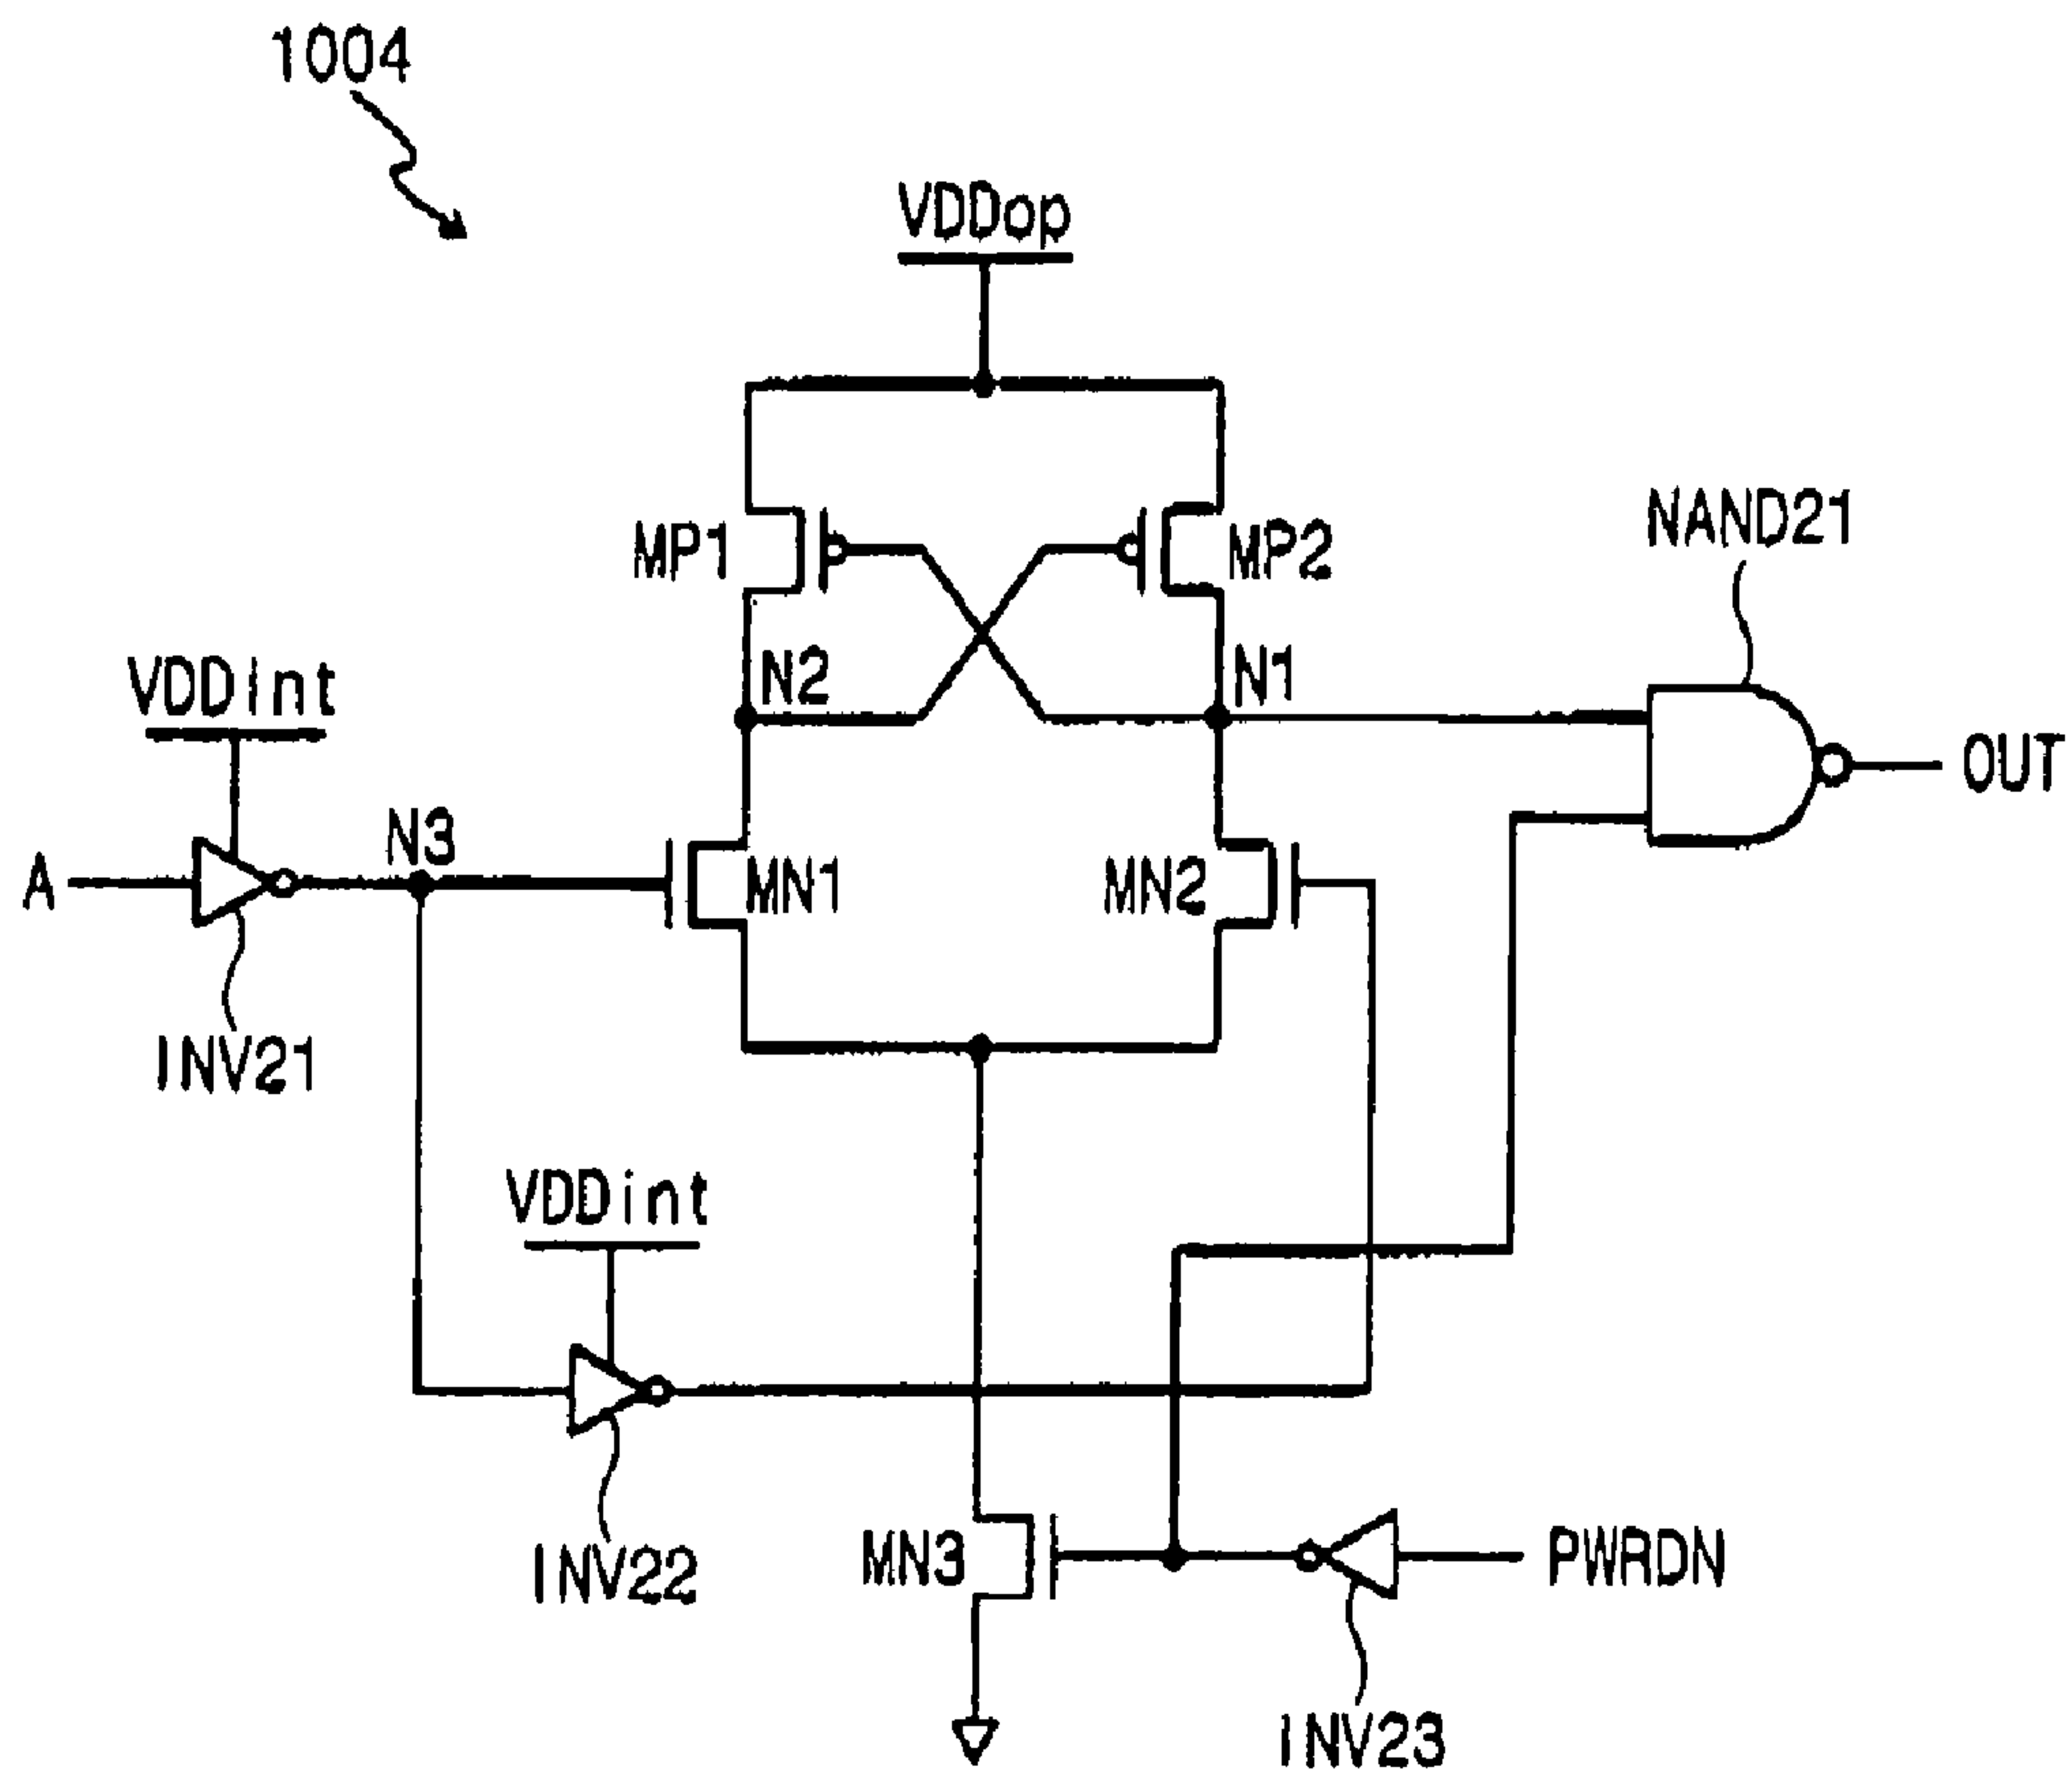 1004
VDDop
NAND21
MP1
MP2
N2
N1
VDDint
OUT
N3
A
MN1
MN2
INV21
VDDint
INV22
MN3
PWRDN
INV23